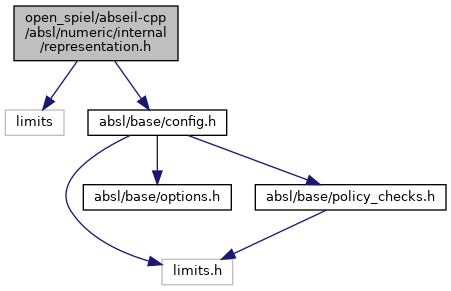 open_spiel/abseil-cpp
/absl/numeric/internal
/representation.h
limits
absl/base/config.h
absl/base/options.h
absl/base/policy_checks.h
limits.h